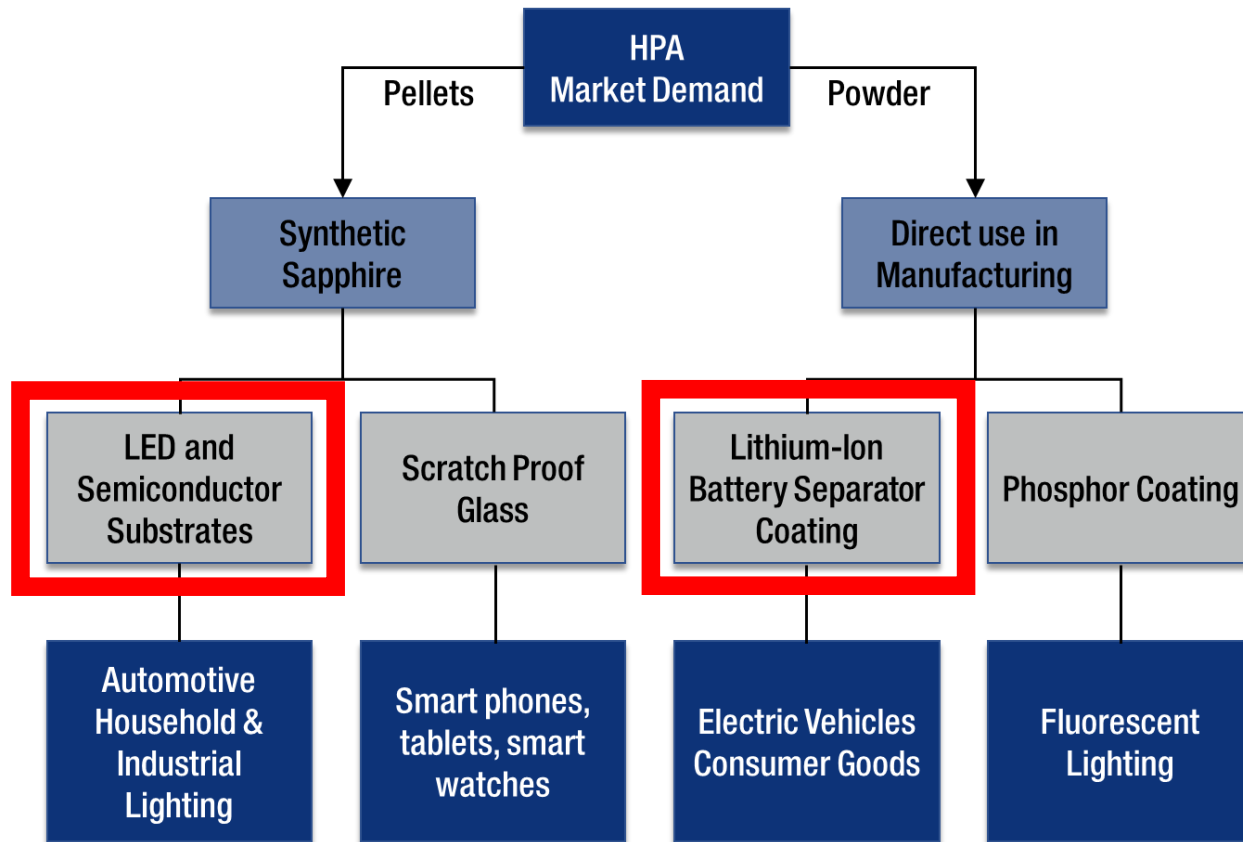 HPA
Market Demand
Pellets
Powder
Synthetic
Sapphire
Direct use in
Manufacturing
LED and
Semiconductor
Substrates
Scratch Proof
Glass
Lithium-Ion
Battery Separator
Coating
Phosphor Coating
Automotive
Household &
Industrial
Lighting
Smart phones,
tablets, smart
watches
Electric Vehicles
Consumer Goods
Fluorescent
Lighting